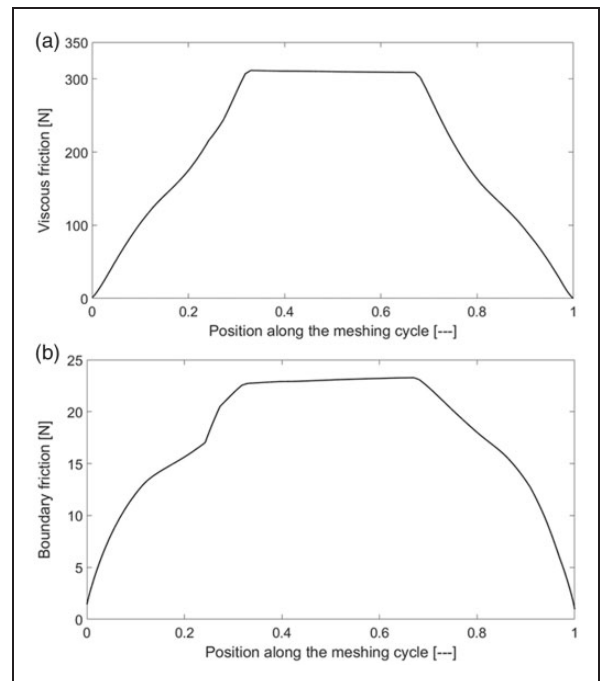 (a)
350
300
200
100
0
Viscous friction [N]
0 0.2 0.4 0.6 0.8 1
Position along the meshing cycle [---]
(b)
25
20
15
10
5
0
Boundary friction [N]
0 0.2 0.4 0.6 0.8 1
Position along the meshing cycle [---]